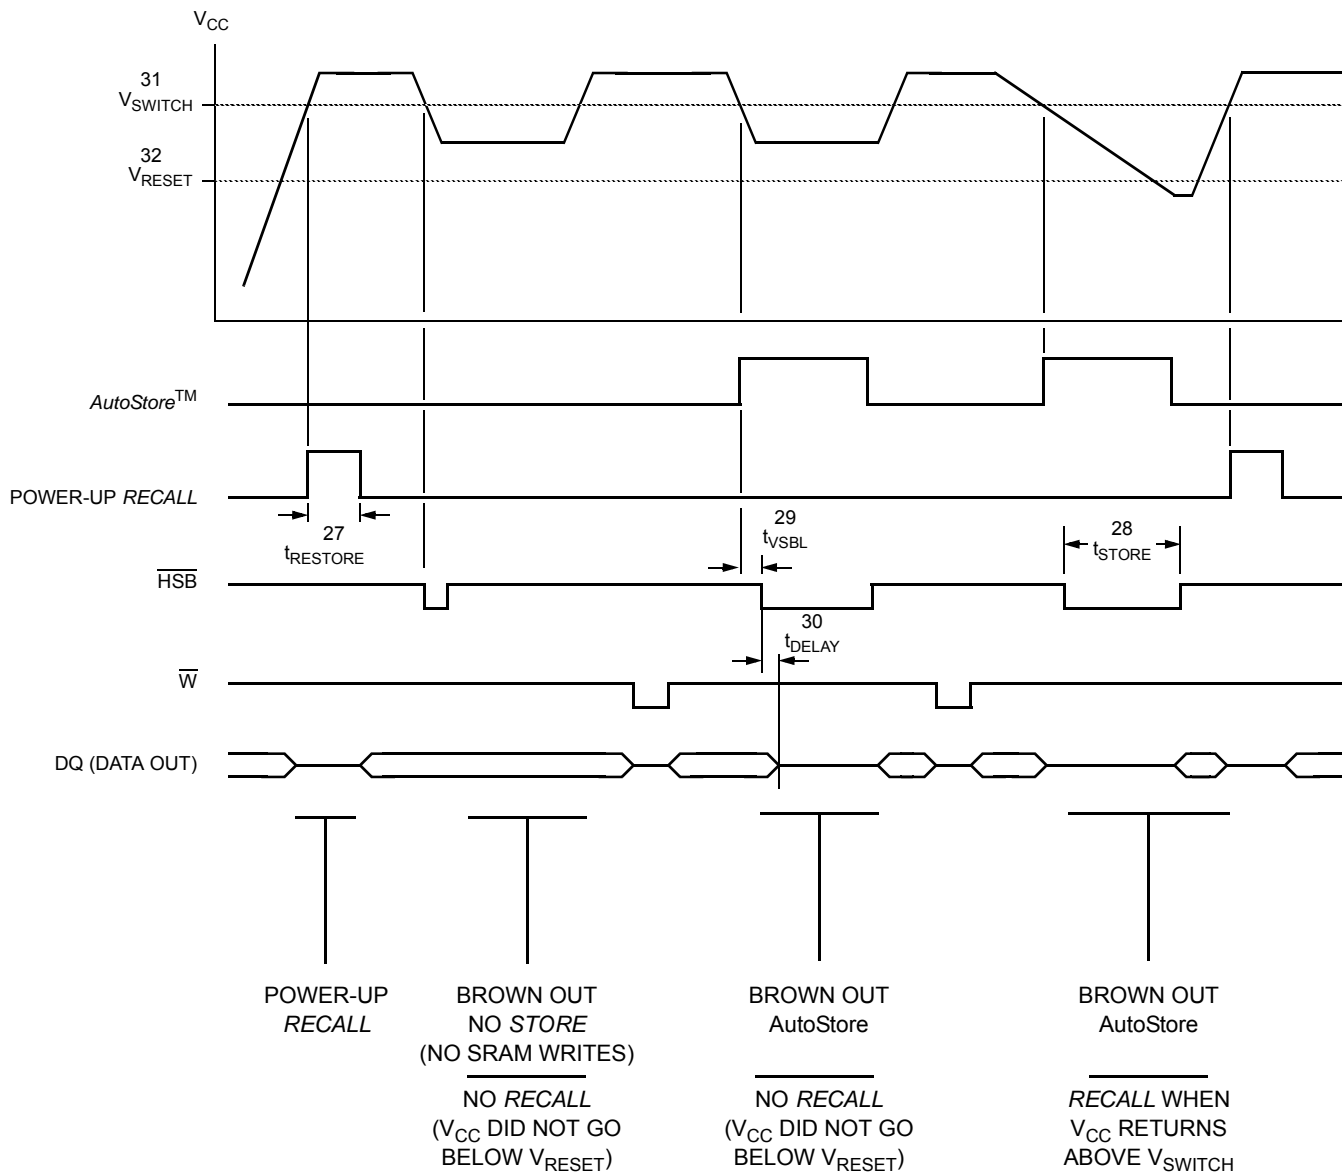 VCC
31
VSWITCH
32
VRESET
AutoStore™
POWER-UP RECALL
27
tRESTORE
29
tVSBL
28
tSTORE
HSB
30
tDELAY
W
DQ (DATA OUT)
POWER-UP
RECALL
BROWN OUT
NO STORE
(NO SRAM WRITES)
NO RECALL
(VCC DID NOT GO
BELOW VRESET)
BROWN OUT
AutoStore
NO RECALL
(VCC DID NOT GO
BELOW VRESET)
BROWN OUT
AutoStore
RECALL WHEN
VCC RETURNS
ABOVE VSWITCH